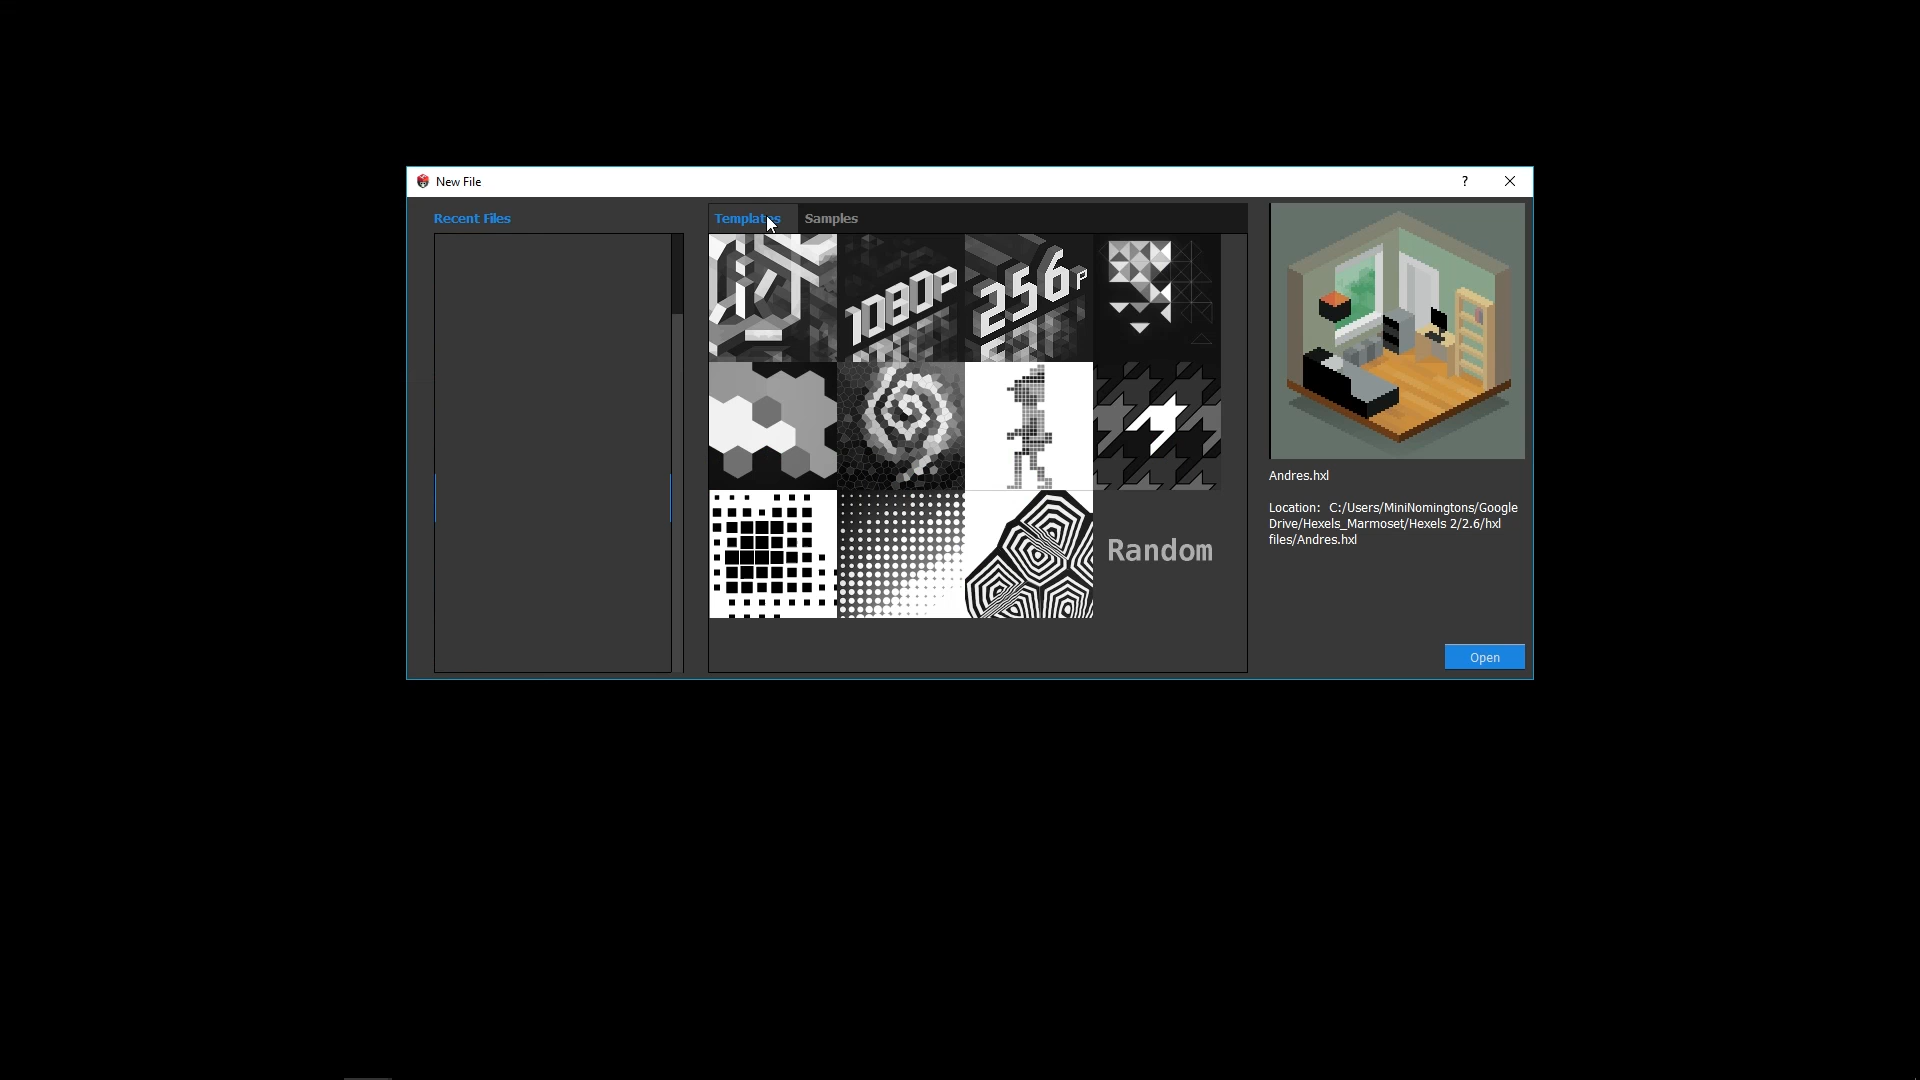 New File
?
Recent Files
Templates
Samples
1080P
256P
Random
Andres.hxl
Location: C:/Users/MiniNomingtons/Google
Drive/Hexels_Marmoset/Hexels 2/2.6/hxl
files/Andres.hxl
Open